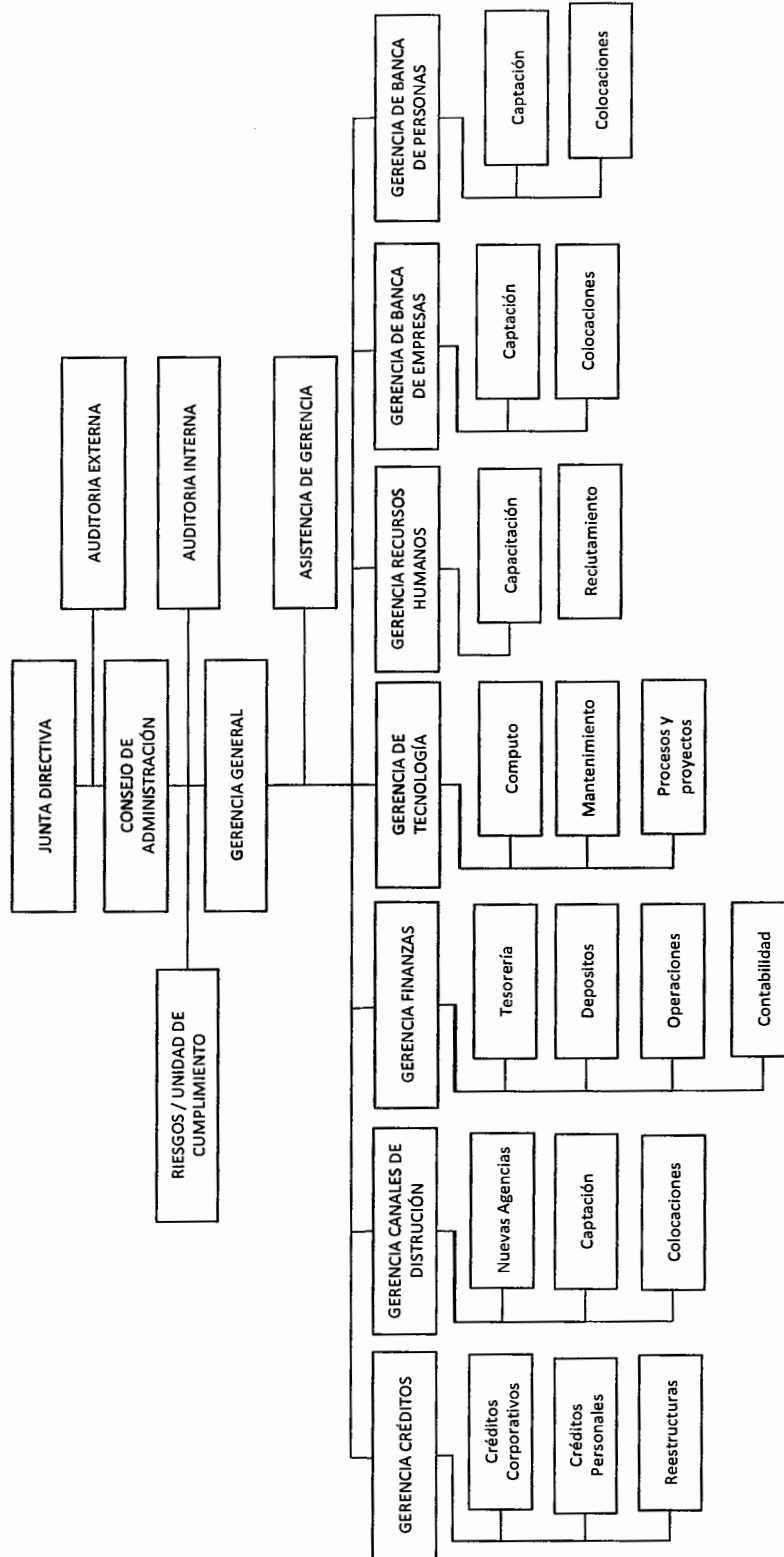 JUNTA DIRECTIVA
AUDITORIA EXTERNA
CONSEJO DE
ADMINISTRACIÓN
RIESGOS / UNIDAD DE
CUMPLIMIENTO
AUDITORIA INTERNA
GERENCIA GENERAL
ASISTENCIA DE GERENCIA
GERENCIA CRÉDITOS
Créditos
Corporativos
Créditos
Personales
Reestructuras
GERENCIA CANALES DE
DISTRUCIÓN
Nuevas Agencias
Captación
Colocaciones
GERENCIA FINANZAS
Tesorería
Depositos
Operaciones
Contabilidad
GERENCIA DE
TECNOLOGÍA
Computo
Mantenimiento
Procesos y
proyectos
GERENCIA RECURSOS
HUMANOS
Capacitación
Reclutamiento
GERENCIA DE BANCA
DE EMPRESAS
Captación
Colocaciones
GERENCIA DE BANCA
DE PERSONAS
Captación
Colocaciones